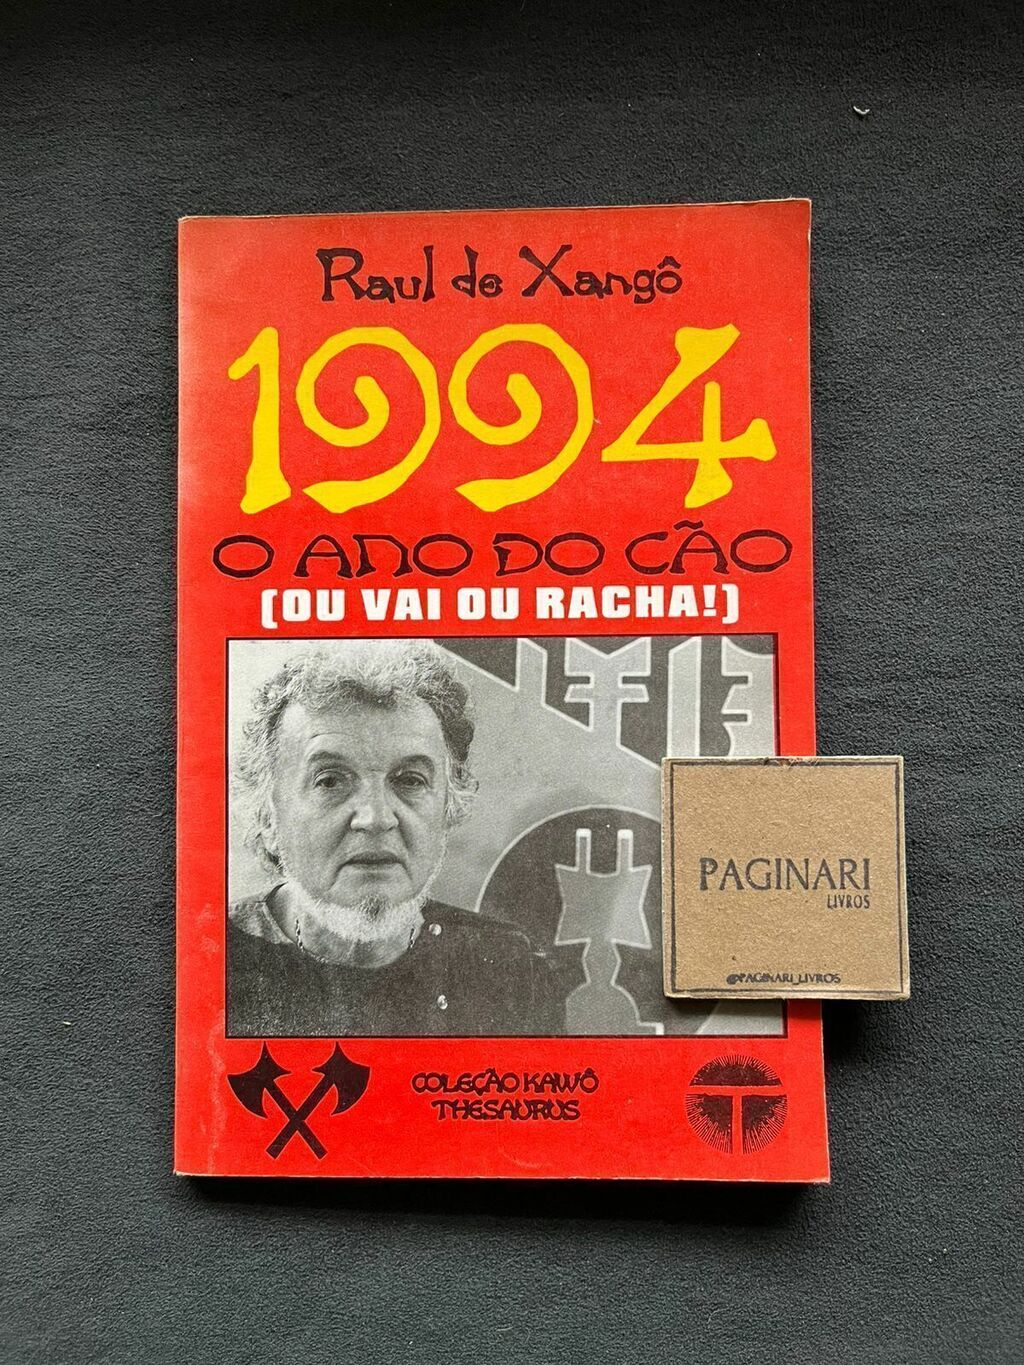 Raul de Xangô
1994
O ANO DO CÃO
(OU VAI OU RACHA!)
PAGINARI
LIVROS
@PAGINARI_LIVROS
COLEÇÃO KAWÔ
THESAURUS
T